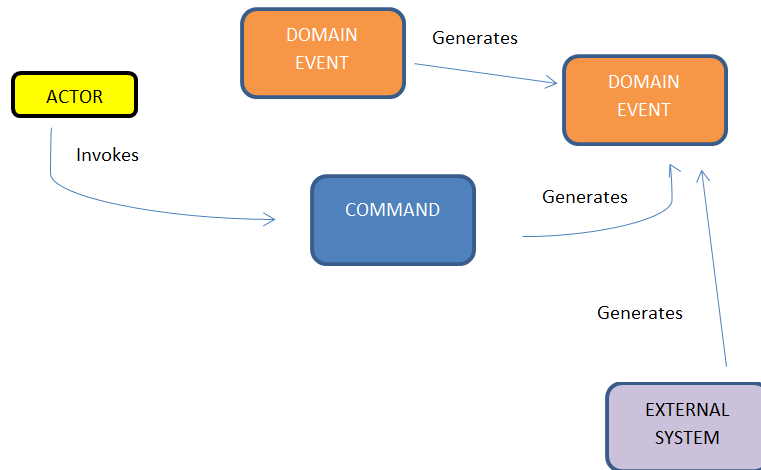 DOMAIN
EVENT
Generates
DOMAIN
EVENT
ACTOR
Invokes
COMMAND
Generates
Generates
EXTERNAL
SYSTEM